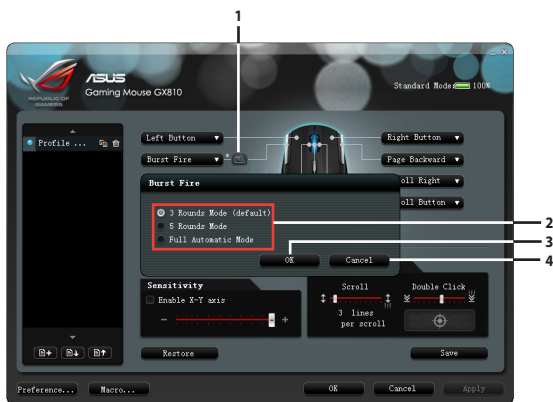 1
REPUBLIC OF
GAMERS
ASUS
Gaming Mouse GX810
Standard Mode: 100%
Profile ...
Left Button
Right Button
Burst Fire
*
Page Backward
oll Right
oll Button
Burst Fire
3 Rounds Mode (default)
5 Rounds Mode
Full Automatic Mode
2
OK
Cancel
3
4
Sensitivity
Enable X-Y axis
- +
Scroll
3 lines
per scroll
Double Click
Restore
Save
Preference...
Macro...
OK
Cancel
Apply